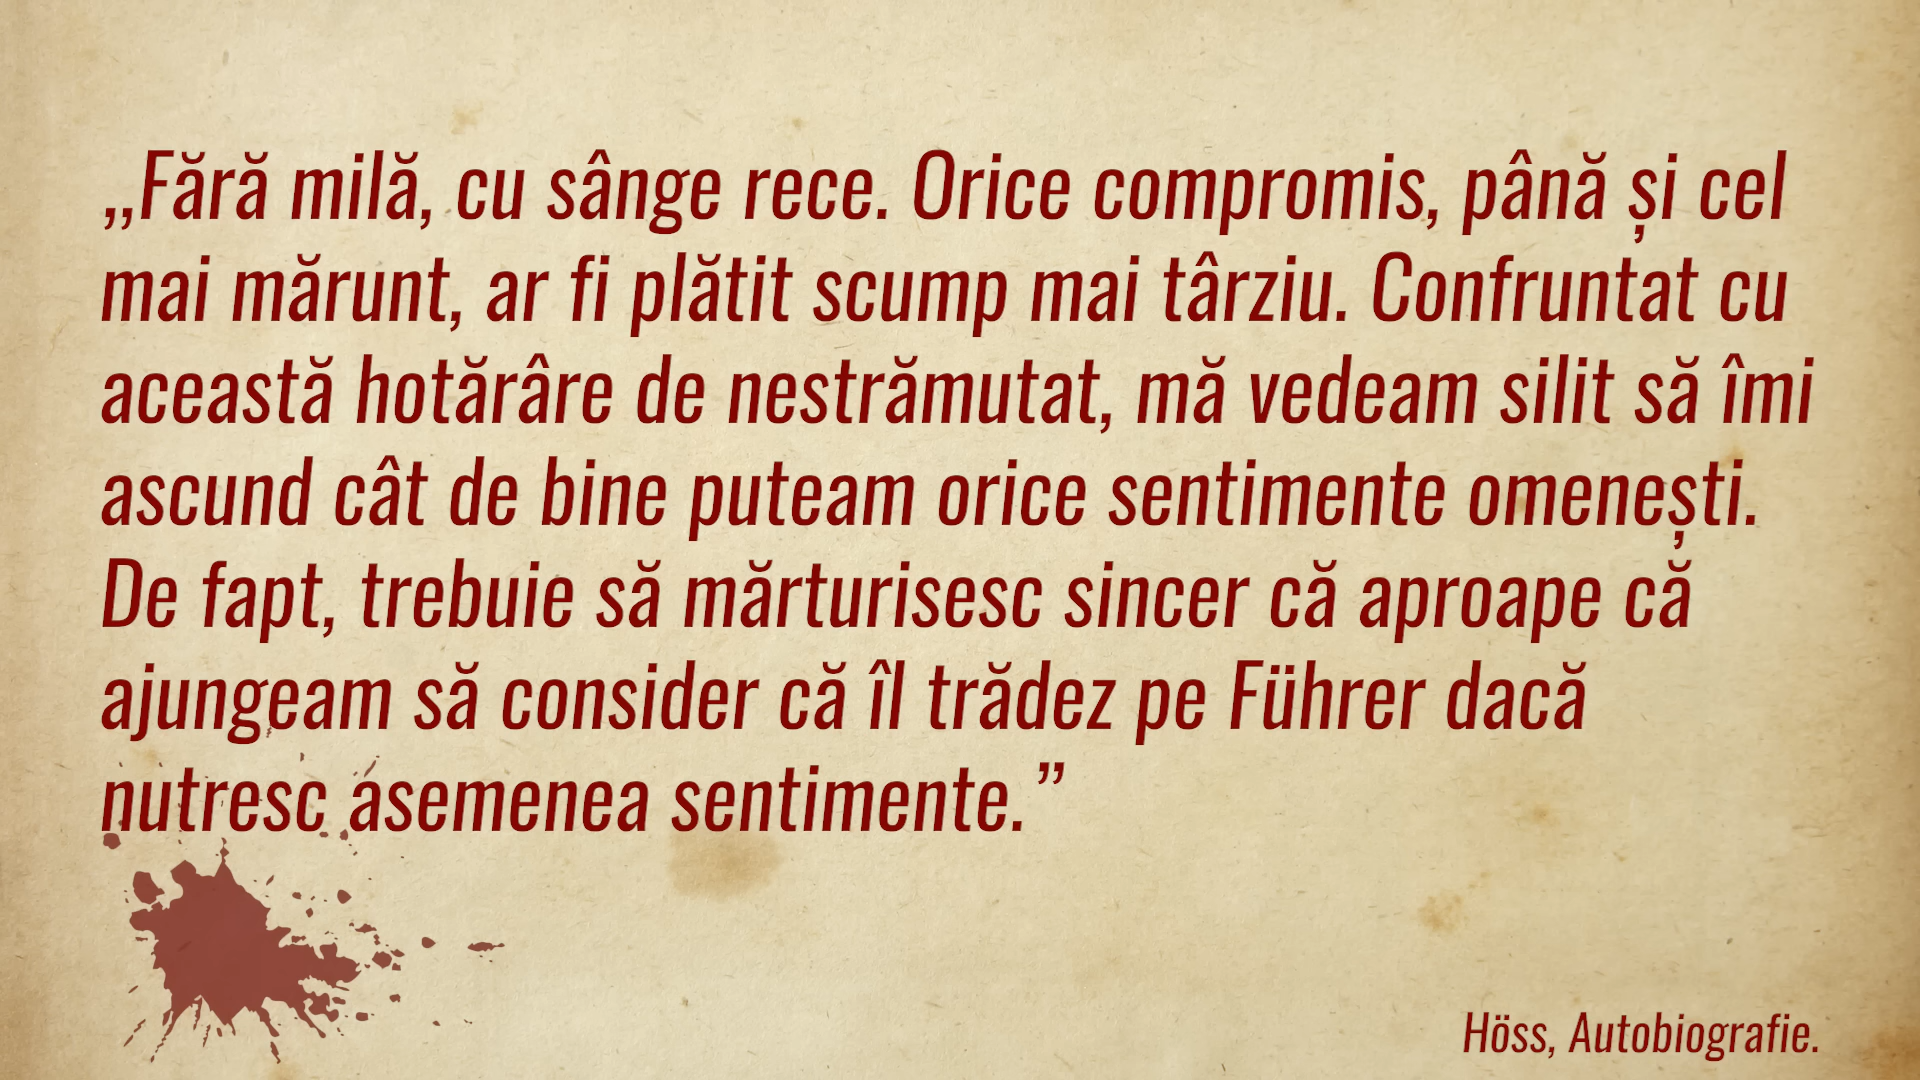 „Fără milă, cu sânge rece. Orice compromis, până și cel
mai mărunt, ar fi plătit scump mai târziu. Confruntat cu
această hotărâre de nestrămutat, mă vedeam silit să îmi
ascund cât de bine puteam orice sentimente omenești.
De fapt, trebuie să mărturisesc sincer că aproape că
ajungeam să consider că îl trădez pe Führer dacă
nutresc asemenea sentimente.”
Höss, Autobiografie.